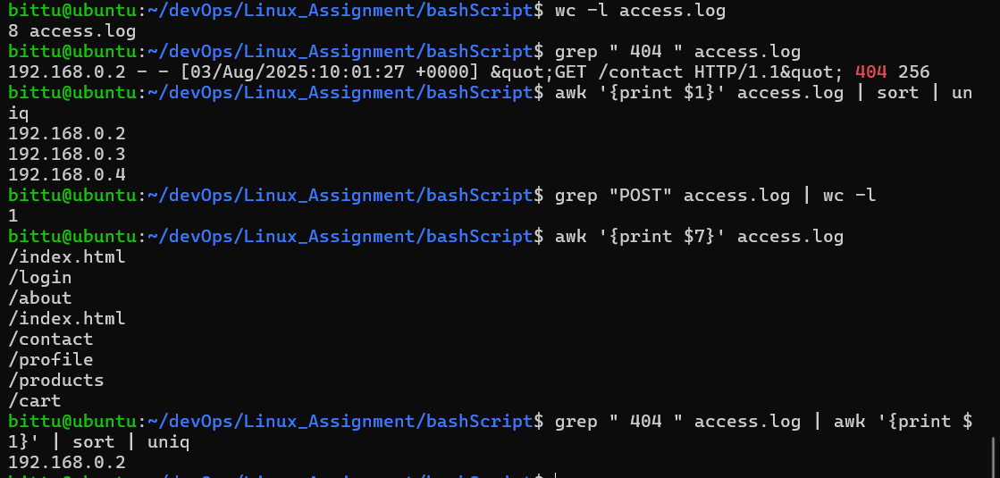 bittu@ubuntu:~/devOps/Linux_Assignment/bashScript$ wc -l access.log
8 access.log
bittu@ubuntu:~/devOps/Linux_Assignment/bashScript$ grep " 404 " access.log
192.168.0.2 - - [03/Aug/2025:10:01:27 +0000] &quot;GET /contact HTTP/1.1&quot; 404 256
bittu@ubuntu:~/devOps/Linux_Assignment/bashScript$ awk '{print $1}' access.log | sort | un
iq
192.168.0.2
192.168.0.3
192.168.0.4
bittu@ubuntu:~/devOps/Linux_Assignment/bashScript$ grep "POST" access.log | wc -l
1
bittu@ubuntu:~/devOps/Linux_Assignment/bashScript$ awk '{print $7}' access.log
/index.html
/login
/about
/index.html
/contact
/profile
/products
/cart
bittu@ubuntu:~/devOps/Linux_Assignment/bashScript$ grep " 404 " access.log | awk '{print $
1}' | sort | uniq
192.168.0.2
bittu@ubuntu:~/devOps/Linux_Assignment/bashScript$